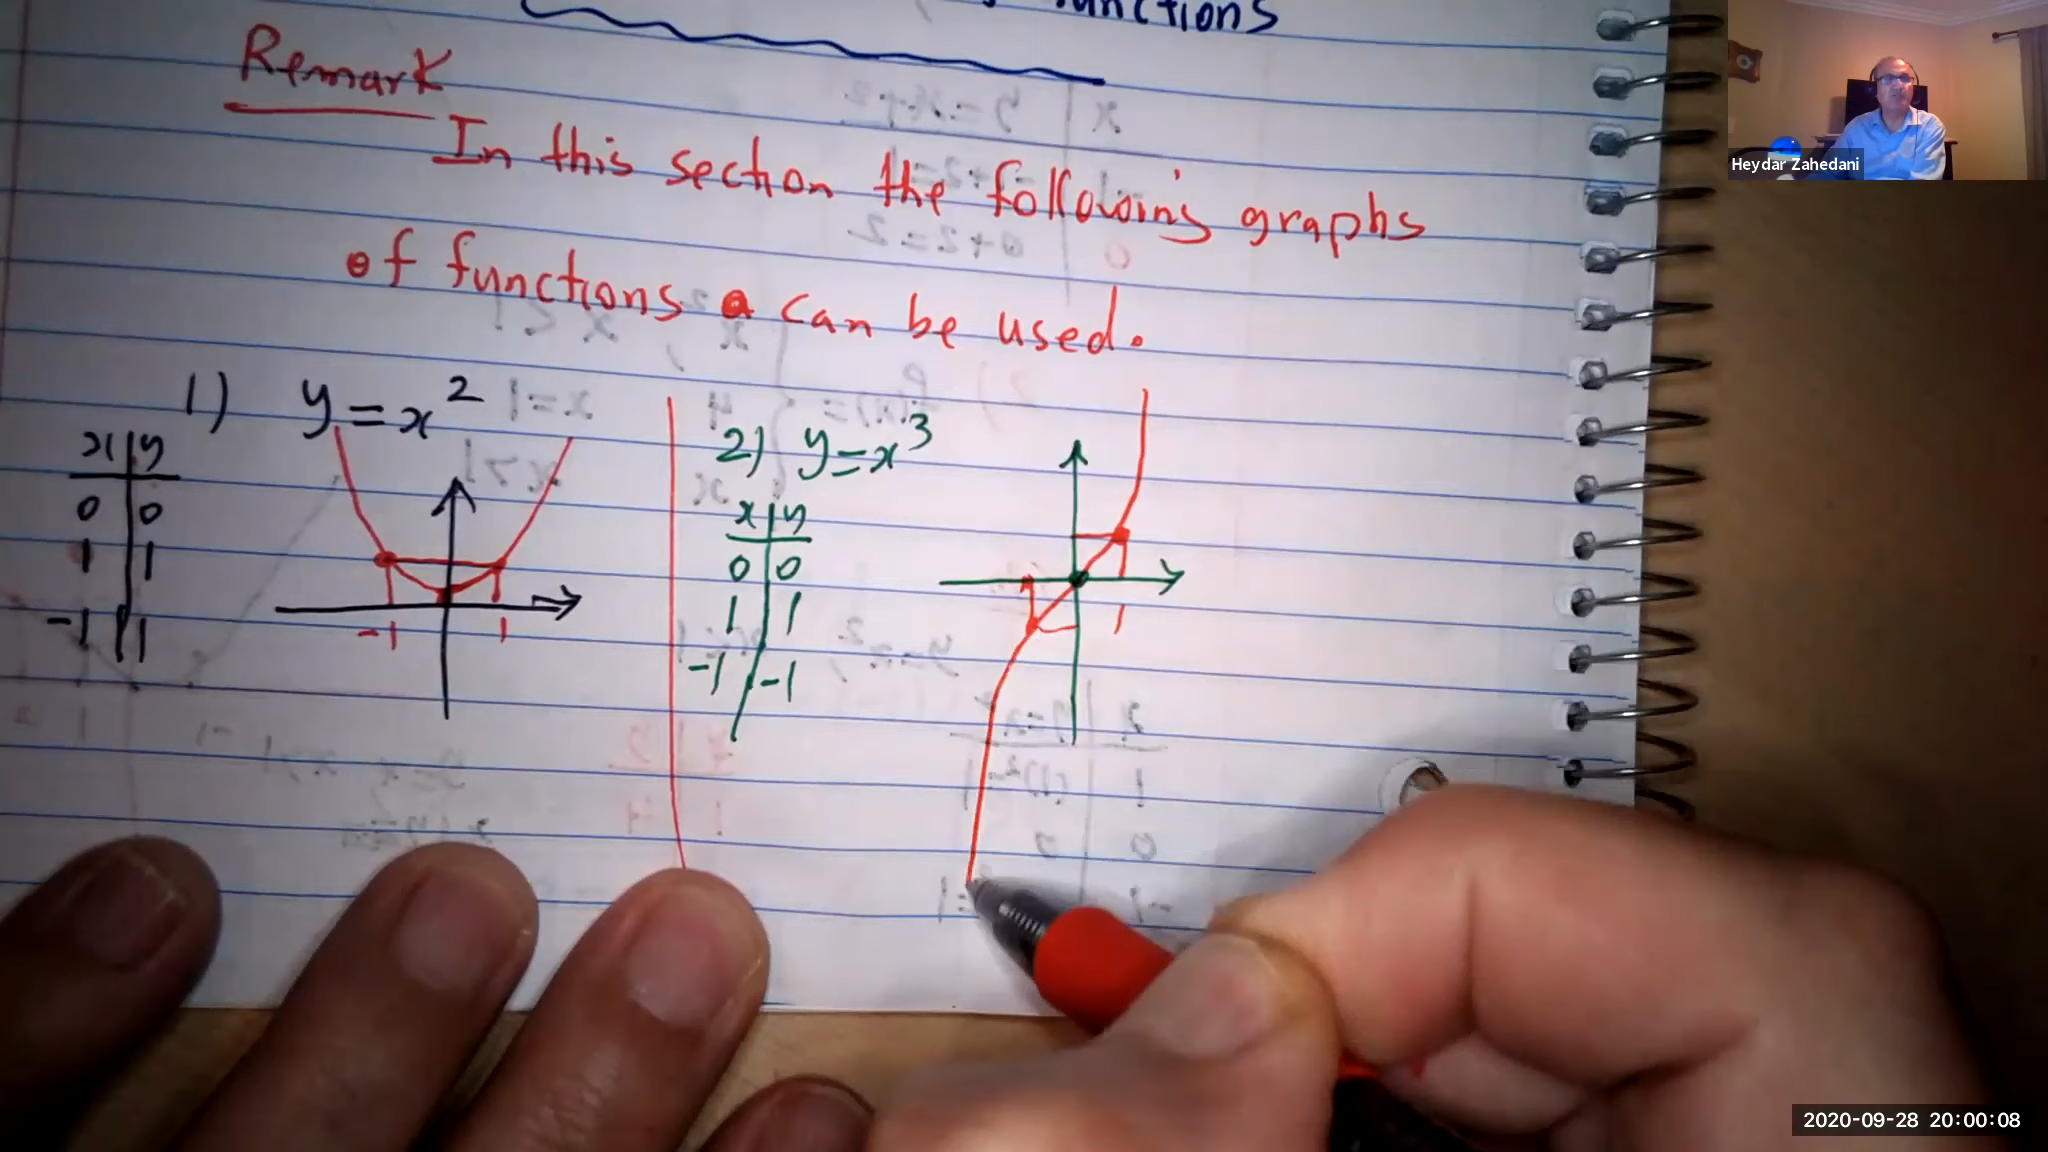 functions
Remark
In this section the following graphs
of functions can be used.
1) y=x²
x y
0 0
1 1
-1 1
-1 1
2) y=x³
x y
0 0
1 1
-1 -1
1
Heydar Zahedani
2020-09-28 20:00:08